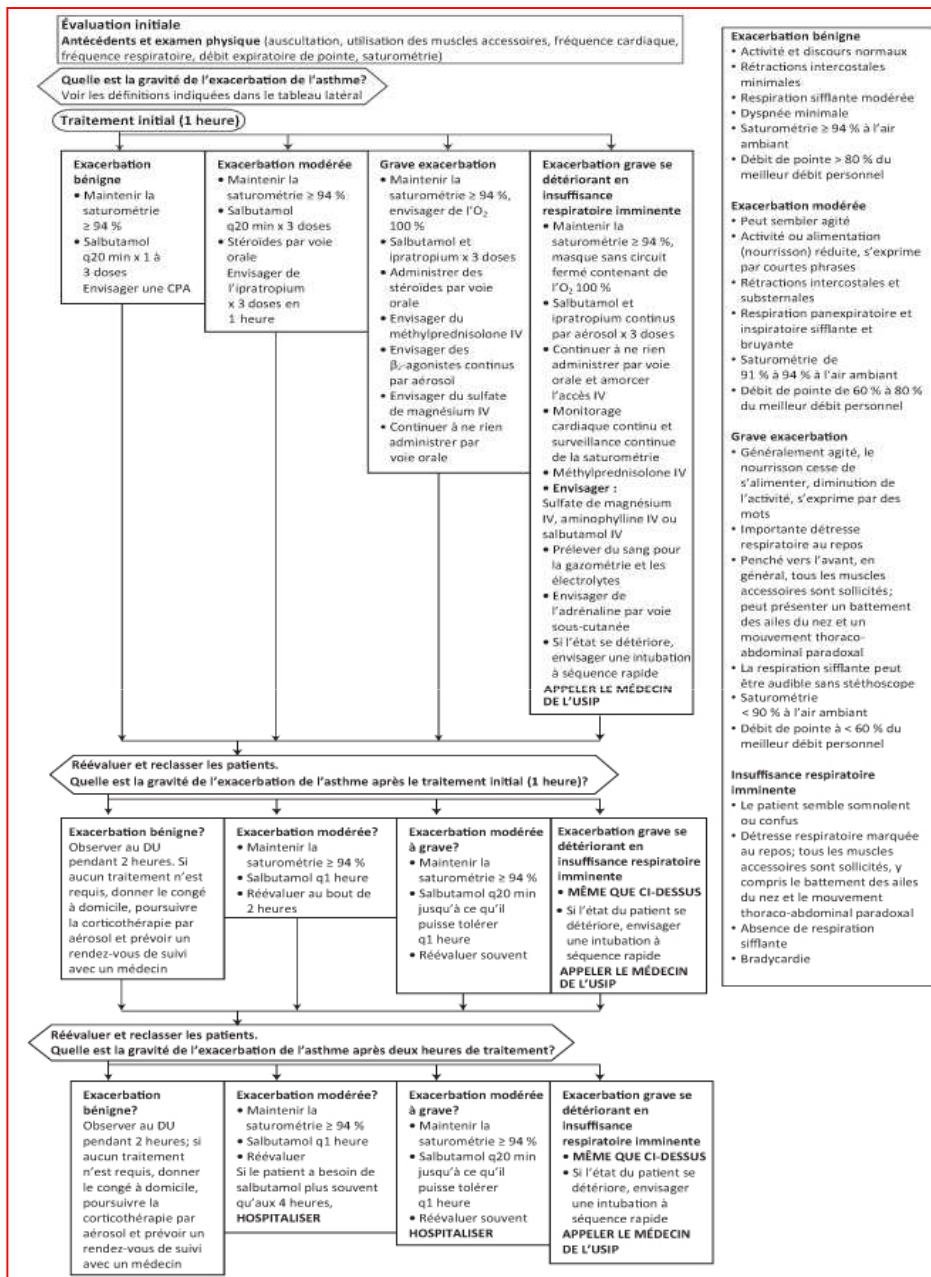 Évaluation initiale
Antécédents et examen physique (auscultation, utilisation des muscles accessoires, fréquence cardiaque,
fréquence respiratoire, débit expiratoire de pointe, saturométrie)
Quelle est la gravité de l'exacerbation de l'asthme?
Voir les définitions indiquées dans le tableau latéral
Traitement initial (1 heure)
Exacerbation
bénigne
• Maintenir la
saturométrie
≥ 94 %
• Salbutamol
q20 min x 1 à
3 doses
Envisager une CPA
Exacerbation modérée
• Maintenir la
saturométrie ≥ 94 %
• Salbutamol
q20 min x 3 doses
• Stéroïdes par voie
orale
Envisager de
l'ipratropium
x 3 doses en
1 heure
Grave exacerbation
• Maintenir la
saturométrie ≥ 94 %,
envisager de l'O₂
100 %
• Salbutamol et
ipratropium x 3 doses
• Administrer des
stéroïdes par voie
orale
• Envisager du
méthylprednisolone IV
• Envisager des
β₂-agonistes continus
par aérosol
• Envisager du sulfate
de magnésium IV
• Continuer à ne rien
administrer par
voie orale
Exacerbation grave se
détériorant en
insuffisance
respiratoire imminente
• Maintenir la
saturométrie ≥ 94 %,
masque sans circuit
fermé contenant de
l'O₂ 100 %
• Salbutamol et
ipratropium continus
par aérosol x 3 doses
• Continuer à ne rien
administrer par voie
orale et amorcer
l'accès IV
• Monitorage
cardiaque continu et
surveillance continue
de la saturométrie
• Méthylprednisolone IV
• Envisager :
Sulfate de magnésium
IV, aminophylline IV ou
salbutamol IV
• Prélever du sang pour
la gazométrie et les
électrolytes
• Envisager de
l'adrénaline par voie
sous-cutanée
• Si l'état se détériore,
envisager une intubation
à séquence rapide
APPELER LE MÉDECIN
DE L'USIP
Réévaluer et reclasser les patients.
Quelle est la gravité de l'exacerbation de l'asthme après le traitement initial (1 heure)?
Exacerbation bénigne?
Observer au DU
pendant 2 heures. Si
aucun traitement n'est
requis, donner le congé
à domicile, poursuivre
la corticothérapie par
aérosol et prévoir un
rendez-vous de suivi
avec un médecin
Exacerbation modérée?
• Maintenir la
saturométrie ≥ 94 %
• Salbutamol q1 heure
• Réévaluer au bout de
2 heures
Exacerbation modérée
à grave?
• Maintenir la
saturométrie ≥ 94 %
• Salbutamol q20 min
jusqu'à ce qu'il
puisse tolérer
q1 heure
• Réévaluer souvent
Exacerbation grave se
détériorant en
insuffisance respiratoire
imminente
• MÊME QUE CI-DESSUS
• Si l'état du patient se
détériore, envisager
une intubation à
séquence rapide
APPELER LE MÉDECIN
DE L'USIP
Réévaluer et reclasser les patients.
Quelle est la gravité de l'exacerbation de l'asthme après deux heures de traitement?
Exacerbation
bénigne?
Observer au DU
pendant 2 heures; si
aucun traitement
n'est requis, donner
le congé à domicile,
poursuivre la
corticothérapie par
aérosol et prévoir un
rendez-vous de suivi
avec un médecin
Exacerbation modérée?
• Maintenir la
saturométrie ≥ 94 %
• Salbutamol q1 heure
• Réévaluer
Si le patient a besoin de
salbutamol plus souvent
qu'aux 4 heures,
HOSPITALISER
Exacerbation modérée
à grave?
• Maintenir la
saturométrie ≥ 94 %
• Salbutamol q20 min
jusqu'à ce qu'il
puisse tolérer
q1 heure
• Réévaluer souvent
HOSPITALISER
Exacerbation grave se
détériorant en
insuffisance
respiratoire imminente
• MÊME QUE CI-DESSUS
• Si l'état du patient se
détériore, envisager
une intubation à
séquence rapide
APPELER LE MÉDECIN
DE L'USIP
Exacerbation bénigne
• Activité et discours normaux
• Rétractions intercostales
minimales
• Respiration sifflante modérée
• Dyspnée minimale
• Saturométrie ≥ 94 % à l'air
ambiant
• Débit de pointe > 80 % du
meilleur débit personnel
Exacerbation modérée
• Peut sembler agité
• Activité ou alimentation
(nourrisson) réduite, s'exprime
par courtes phrases
• Rétractions intercostales et
substernales
• Respiration panexpiratoire et
inspiratoire sifflante et
bruyante
• Saturométrie de
91 % à 94 % à l'air ambiant
• Débit de pointe de 60 % à 80 %
du meilleur débit personnel
Grave exacerbation
• Généralement agité, le
nourrisson cesse de
s'alimenter, diminution de
l'activité, s'exprime par des
mots
• Importante détresse
respiratoire au repos
• Penché vers l'avant, en
général, tous les muscles
accessoires sont sollicités;
peut présenter un battement
des ailes du nez et un
mouvement thoraco-
abdominal paradoxal
• La respiration sifflante peut
être audible sans stéthoscope
• Saturométrie
< 90 % à l'air ambiant
• Débit de pointe à < 60 % du
meilleur débit personnel
Insuffisance respiratoire
imminente
• Le patient semble somnolent
ou confus
• Détresse respiratoire marquée
au repos; tous les muscles
accessoires sont sollicités, y
compris le battement des ailes
du nez et le mouvement
thoraco-abdominal paradoxal
• Absence de respiration
sifflante
• Bradycardie